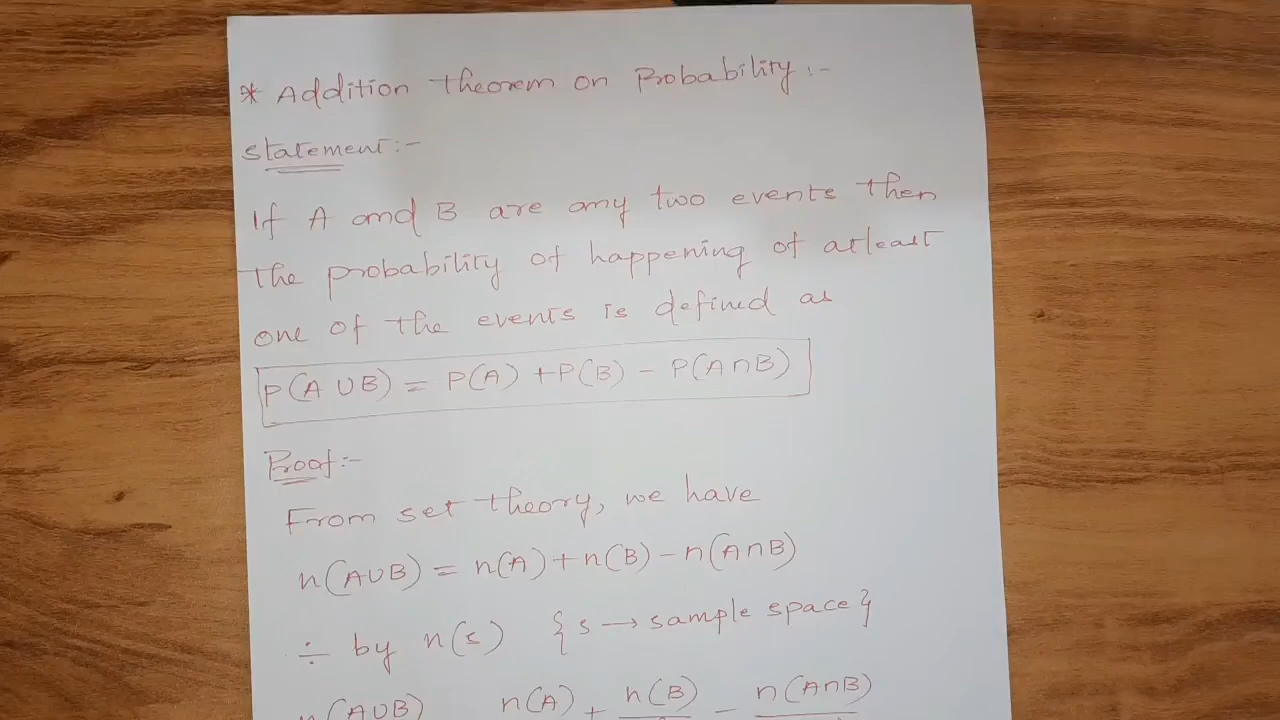 * Addition theorem on Probability :-
Statement:-
If A and B are any two events then
the probability of happening of atleast
one of the events is defined as
P(A ∪ B) = P(A) + P(B) - P(A ∩ B)
Proof:-
From set theory, we have
n(A∪B) = n(A) + n(B) - n(A∩B)
÷ by n(s) {s → sample space}
n(A∪B) n(A) + n(B) - n(A∩B)